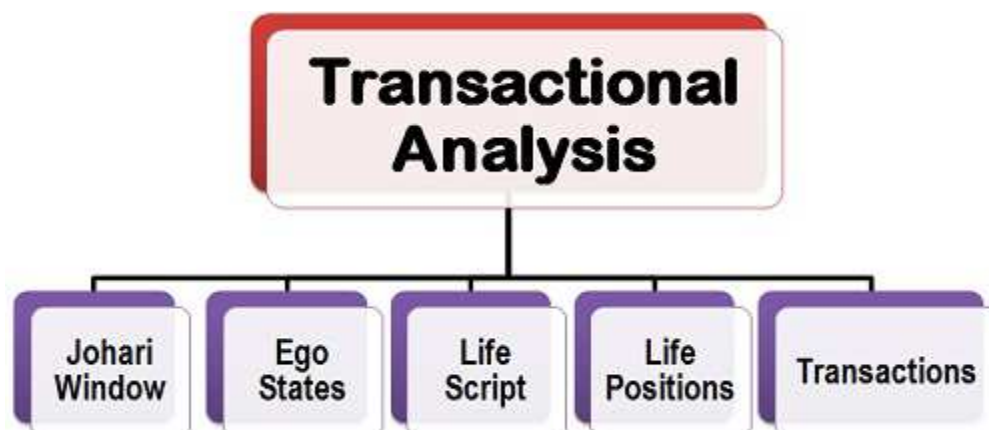 Transactional
Analysis
Johari
Window
Ego
States
Life
Script
Life
Positions
Transactions